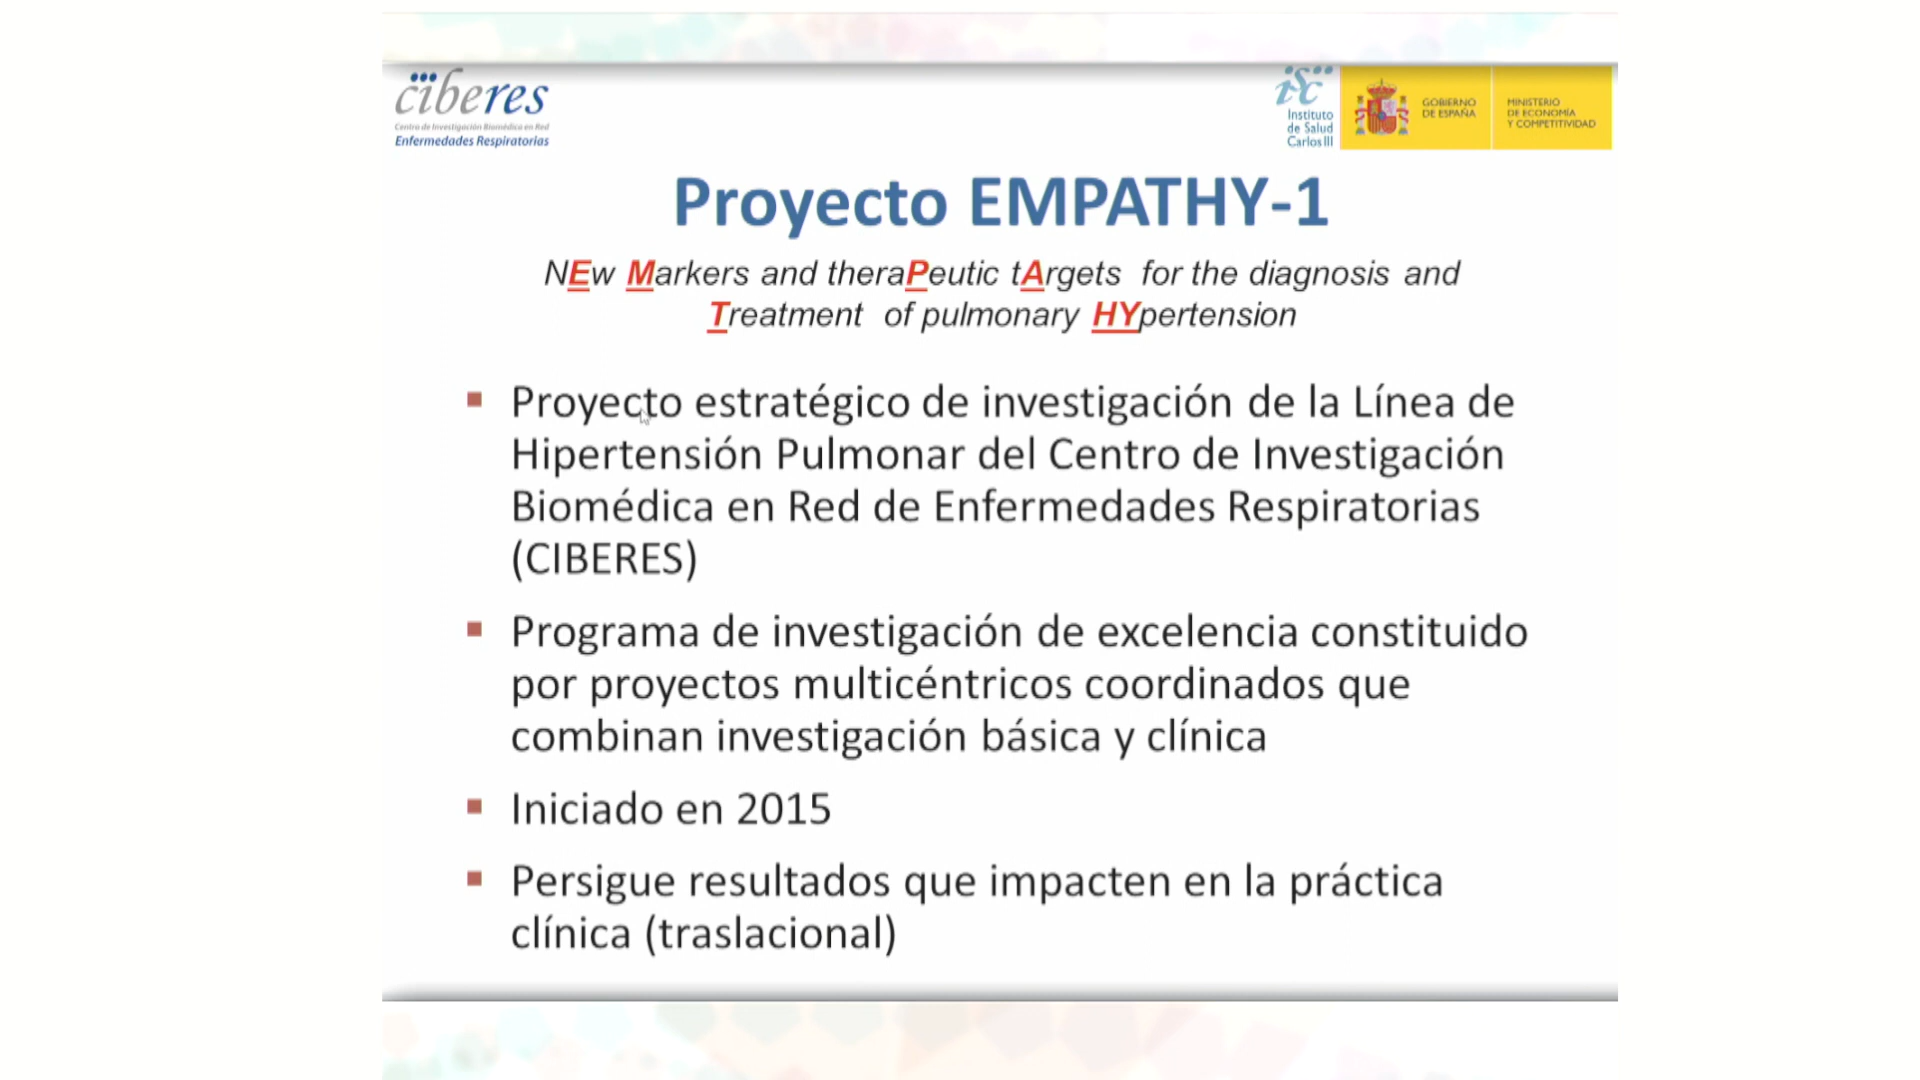 ciberes
Centro de Investigación Biomédica en Red
Enfermedades Respiratorias
isc
Instituto
de Salud
Carlos III
GOBIERNO
DE ESPAÑA
MINISTERIO
DE ECONOMÍA
Y COMPETITIVIDAD
Proyecto EMPATHY-1
NEw Markers and theraPeutic tArgets for the diagnosis and
Treatment of pulmonary HYpertension
Proyecto estratégico de investigación de la Línea de
Hipertensión Pulmonar del Centro de Investigación
Biomédica en Red de Enfermedades Respiratorias
(CIBERES)
Programa de investigación de excelencia constituido
por proyectos multicéntricos coordinados que
combinan investigación básica y clínica
Iniciado en 2015
Persigue resultados que impacten en la práctica
clínica (traslacional)